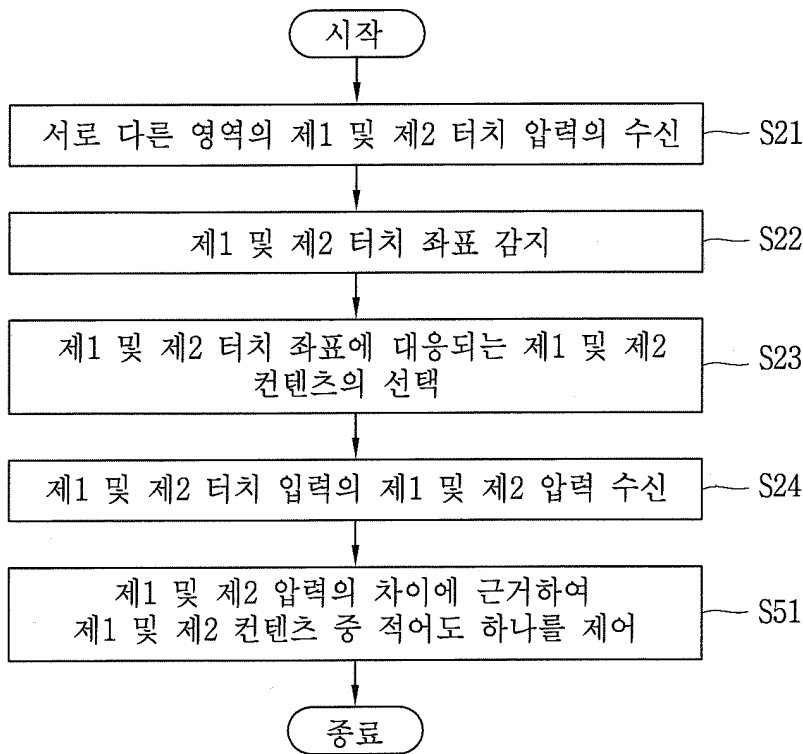 시작
서로 다른 영역의 제1 및 제2 터치 압력의 수신
S21
제1 및 제2 터치 좌표 감지
S22
제1 및 제2 터치 좌표에 대응되는 제1 및 제2
컨텐츠의 선택
S23
제1 및 제2 터치 입력의 제1 및 제2 압력 수신
S24
제1 및 제2 압력의 차이에 근거하여
제1 및 제2 컨텐츠 중 적어도 하나를 제어
S51
종료